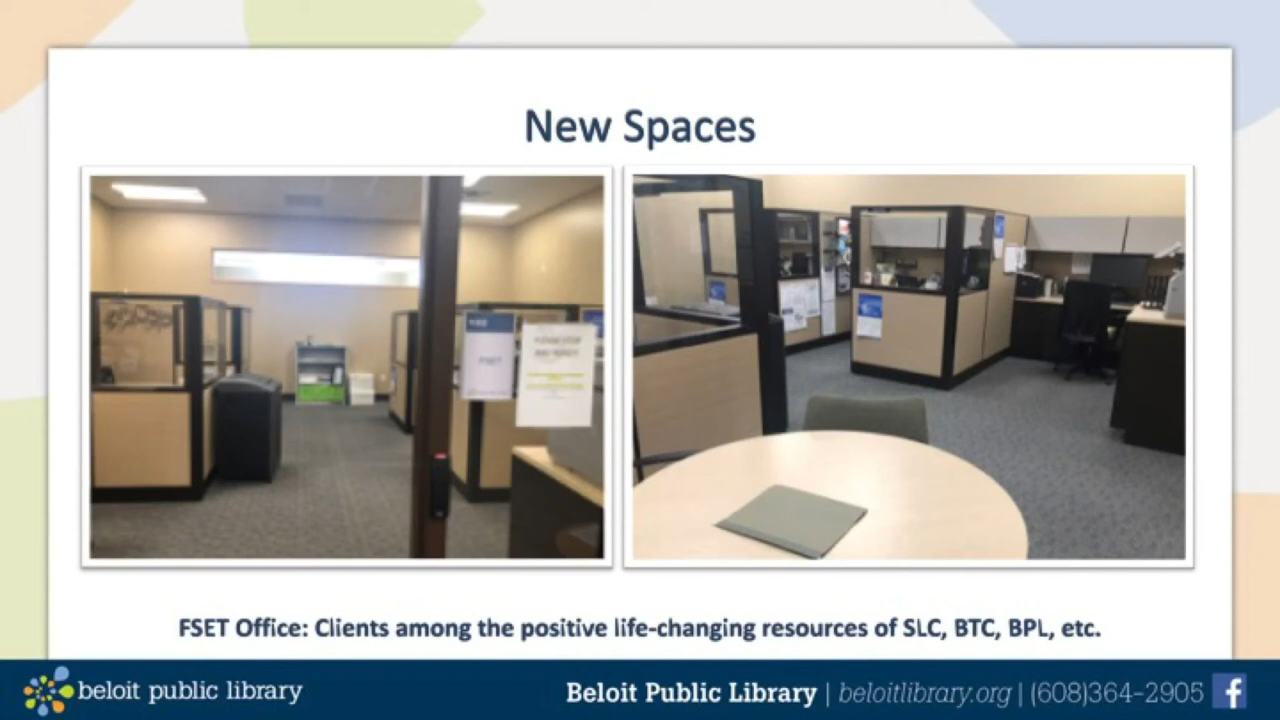 New Spaces
FSET
FSET Office: Clients among the positive life-changing resources of SLC, BTC, BPL, etc.
beloit public library
Beloit Public Library | beloitlibrary.org | (608)364-2905 f